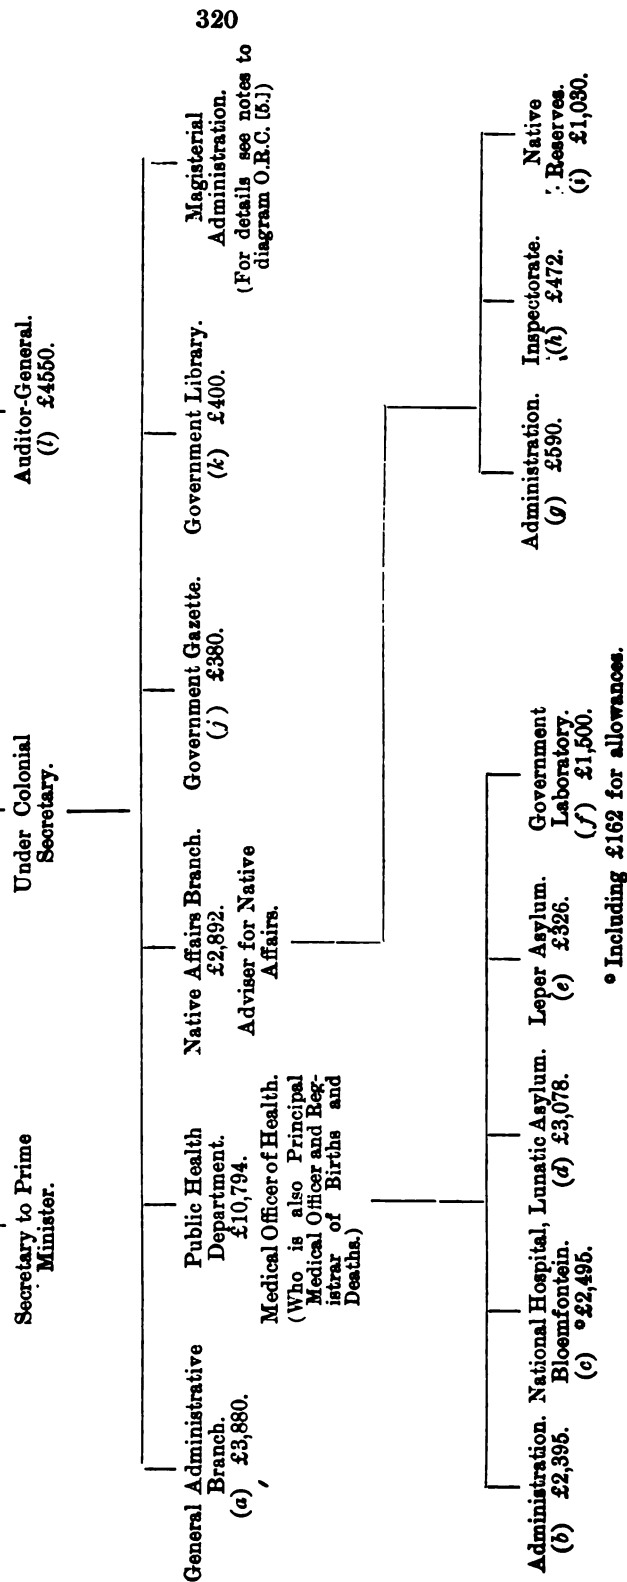 320
Secretary to Prime
Minister.
Under Colonial
Secretary.
Auditor-General.
(l) £4550.
General Administrative
Branch.
(a) £3,880.
Public Health
Department.
£10,794.
Medical Officer of Health.
(Who is also Principal
Medical Officer and Reg-
istrar of Births and
Deaths.)
Native Affairs Branch.
£2,892.
Adviser for Native
Affairs.
Government Gazette.
(j) £380.
Government Library.
(k) £400.
Magisterial
Administration.
(For details see notes to
diagram O.R.C. [5.])
Administration.
(b) £2,395.
National Hospital,
Bloemfontein.
(c) °£2,495.
Lunatic Asylum.
(d) £3,078.
Leper Asylum.
(e) £326.
Government
Laboratory.
(f) £1,500.
Administration.
(g) £590.
Inspectorate.
(h) £472.
Native
Reserves.
(i) £1,030.
° Including £162 for allowances.